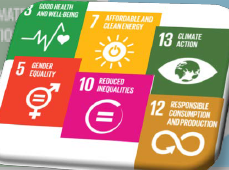 3 GOOD HEALTH
AND WELL-BEING
7 AFFORDABLE AND
CLEAN ENERGY
13 CLIMATE
ACTION
5 GENDER
EQUALITY
10 REDUCED
INEQUALITIES
12 RESPONSIBLE
CONSUMPTION
AND PRODUCTION